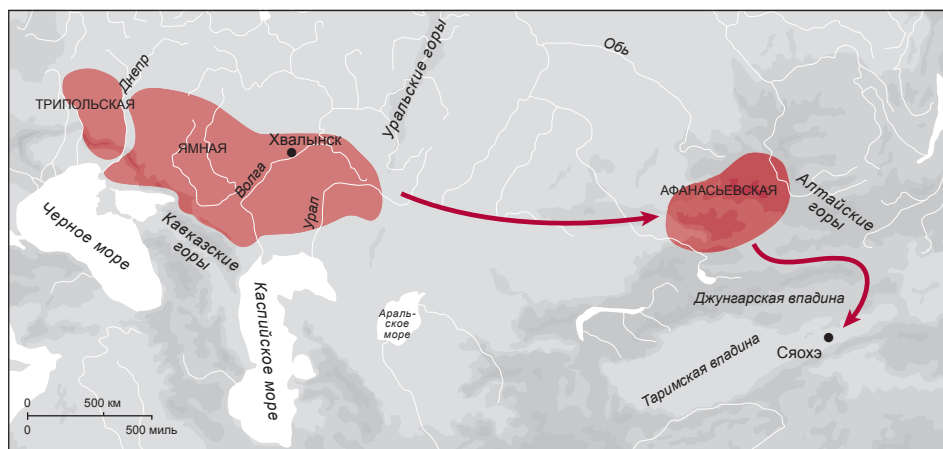 Днепр
ТРИПОЛЬСКАЯ
ЯМНАЯ
Хвалынск
Волга
Урал
Уральские горы
Обь
АФАНАСЬЕВСКАЯ
Алтайские
горы
Черное море
Кавказские
горы
Каспийское море
Араль-
ское
море
Джунгарская впадина
Таримская впадина
Сяохэ
0 500 км
0 500 миль